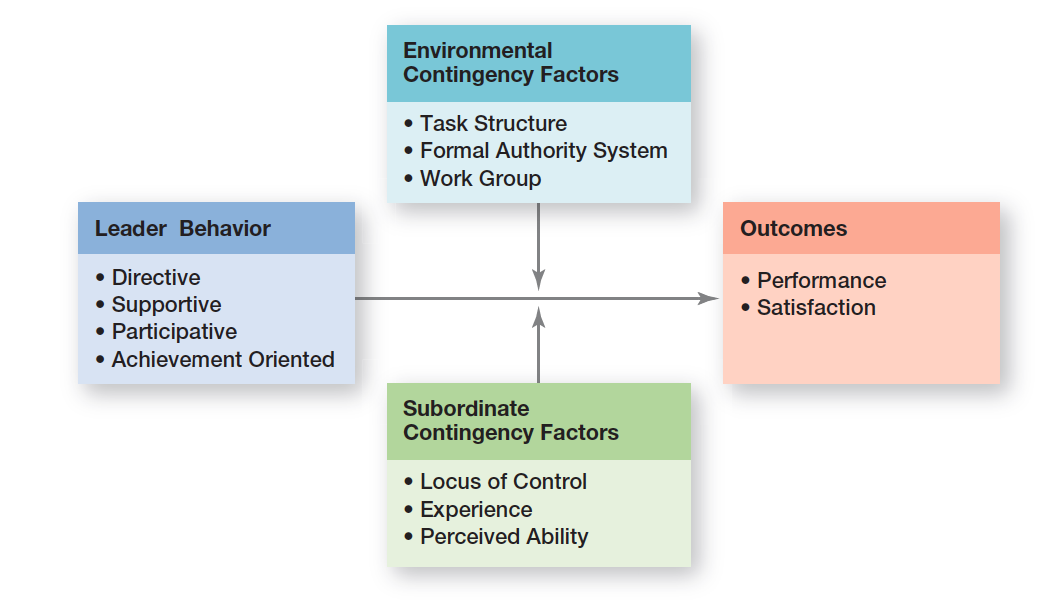 Environmental
Contingency Factors
• Task Structure
• Formal Authority System
• Work Group
Leader Behavior
• Directive
• Supportive
• Participative
• Achievement Oriented
Outcomes
• Performance
• Satisfaction
Subordinate
Contingency Factors
• Locus of Control
• Experience
• Perceived Ability